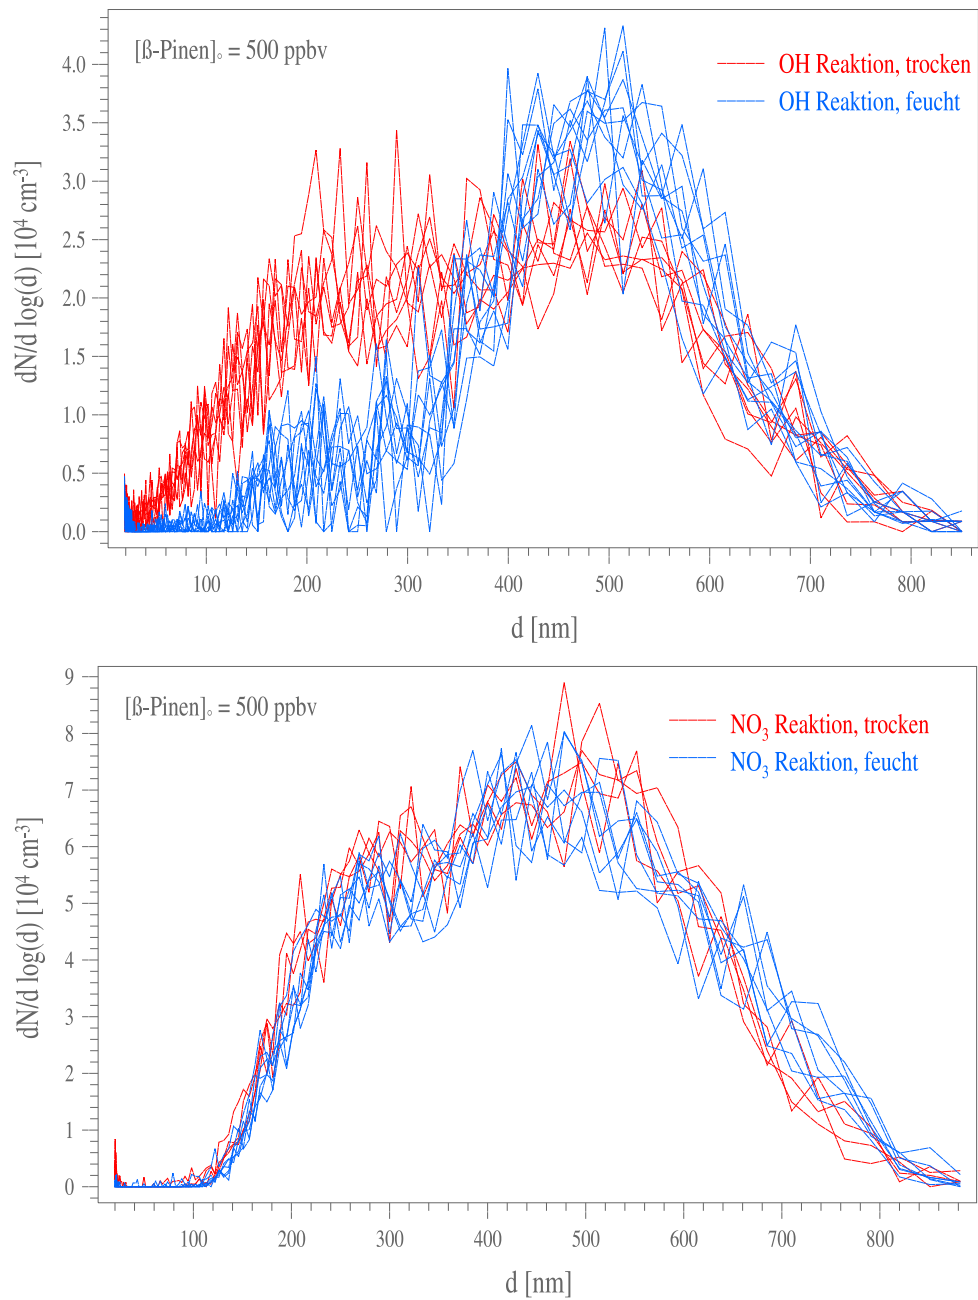 [ß-Pinen]₀ = 500 ppbv
OH Reaktion, trocken
OH Reaktion, feucht
dN/d log(d) [10⁴ cm⁻³]
4.0
3.5
3.0
2.5
2.0
1.5
1.0
0.5
0.0
100 200 300 400 500 600 700 800
d [nm]
[ß-Pinen]₀ = 500 ppbv
NO₃ Reaktion, trocken
NO₃ Reaktion, feucht
dN/d log(d) [10⁴ cm⁻³]
9
8
7
6
5
4
3
2
1
0
100 200 300 400 500 600 700 800
d [nm]